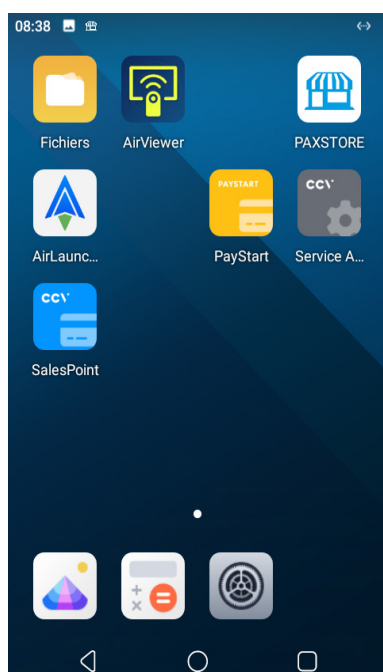 08:38
Fichiers
AirViewer
PAXSTORE
PAYSTART
CCV
AirLaunc...
PayStart
Service A...
CCV
SalesPoint